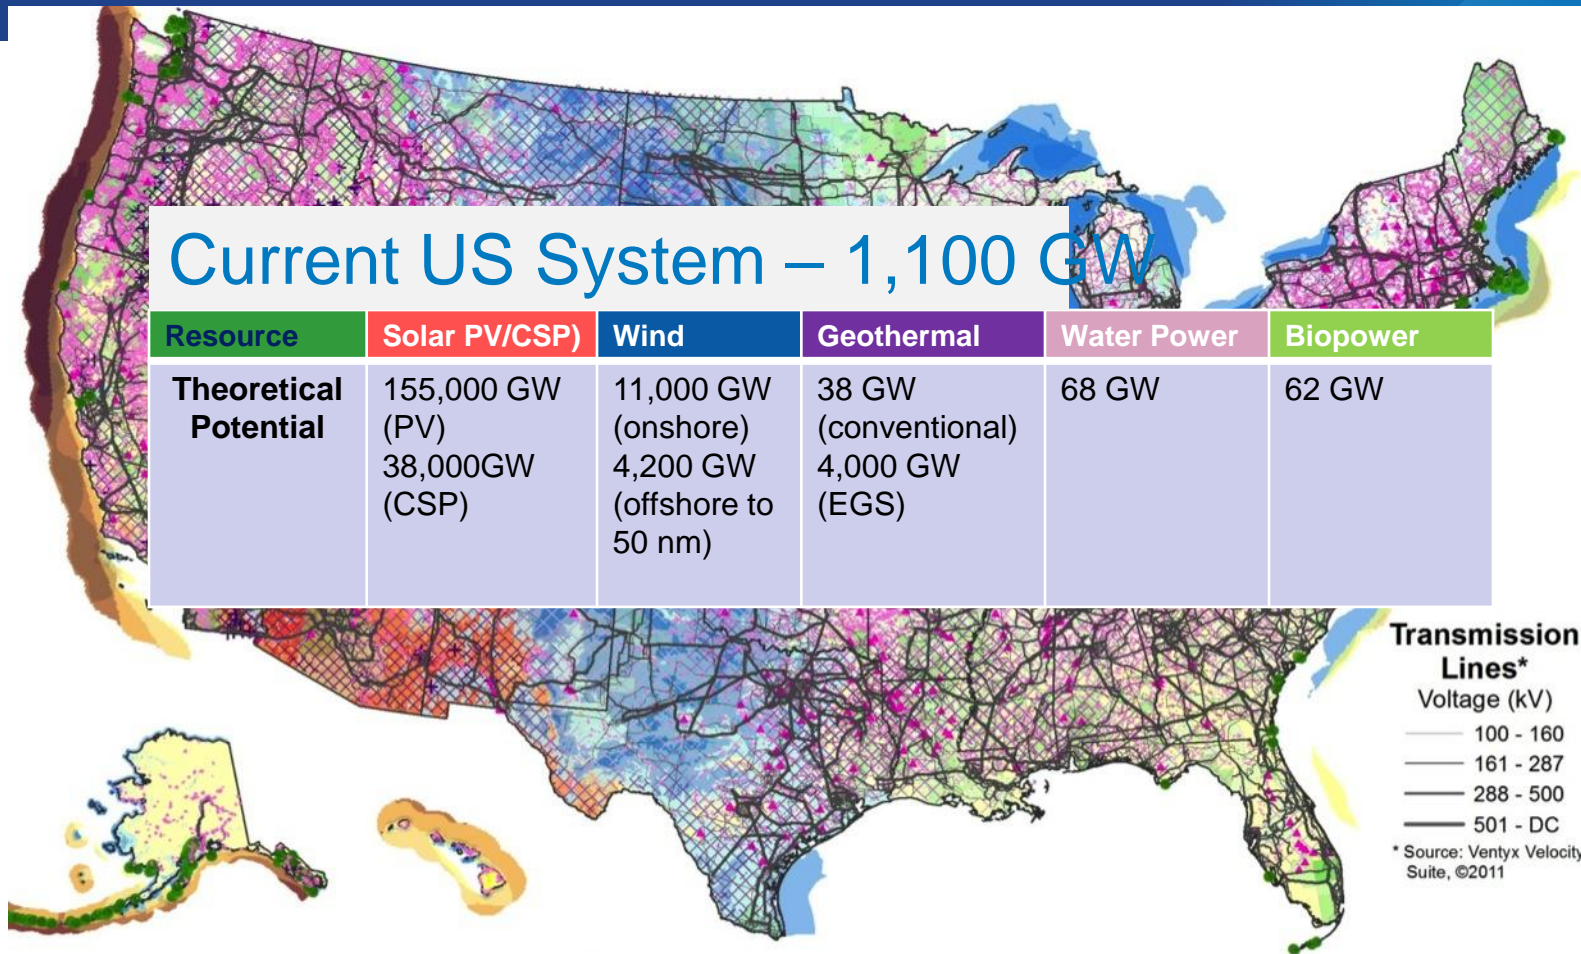 Current US System – 1,100 GW
Resource
Solar PV/CSP)
Wind
Geothermal
Water Power
Biopower
Theoretical
Potential
155,000 GW
(PV)
38,000GW
(CSP)
11,000 GW
(onshore)
4,200 GW
(offshore to
50 nm)
38 GW
(conventional)
4,000 GW
(EGS)
68 GW
62 GW
Transmission
Lines*
Voltage (kV)
100 - 160
161 - 287
288 - 500
501 - DC
* Source: Ventyx Velocity
Suite, ©2011